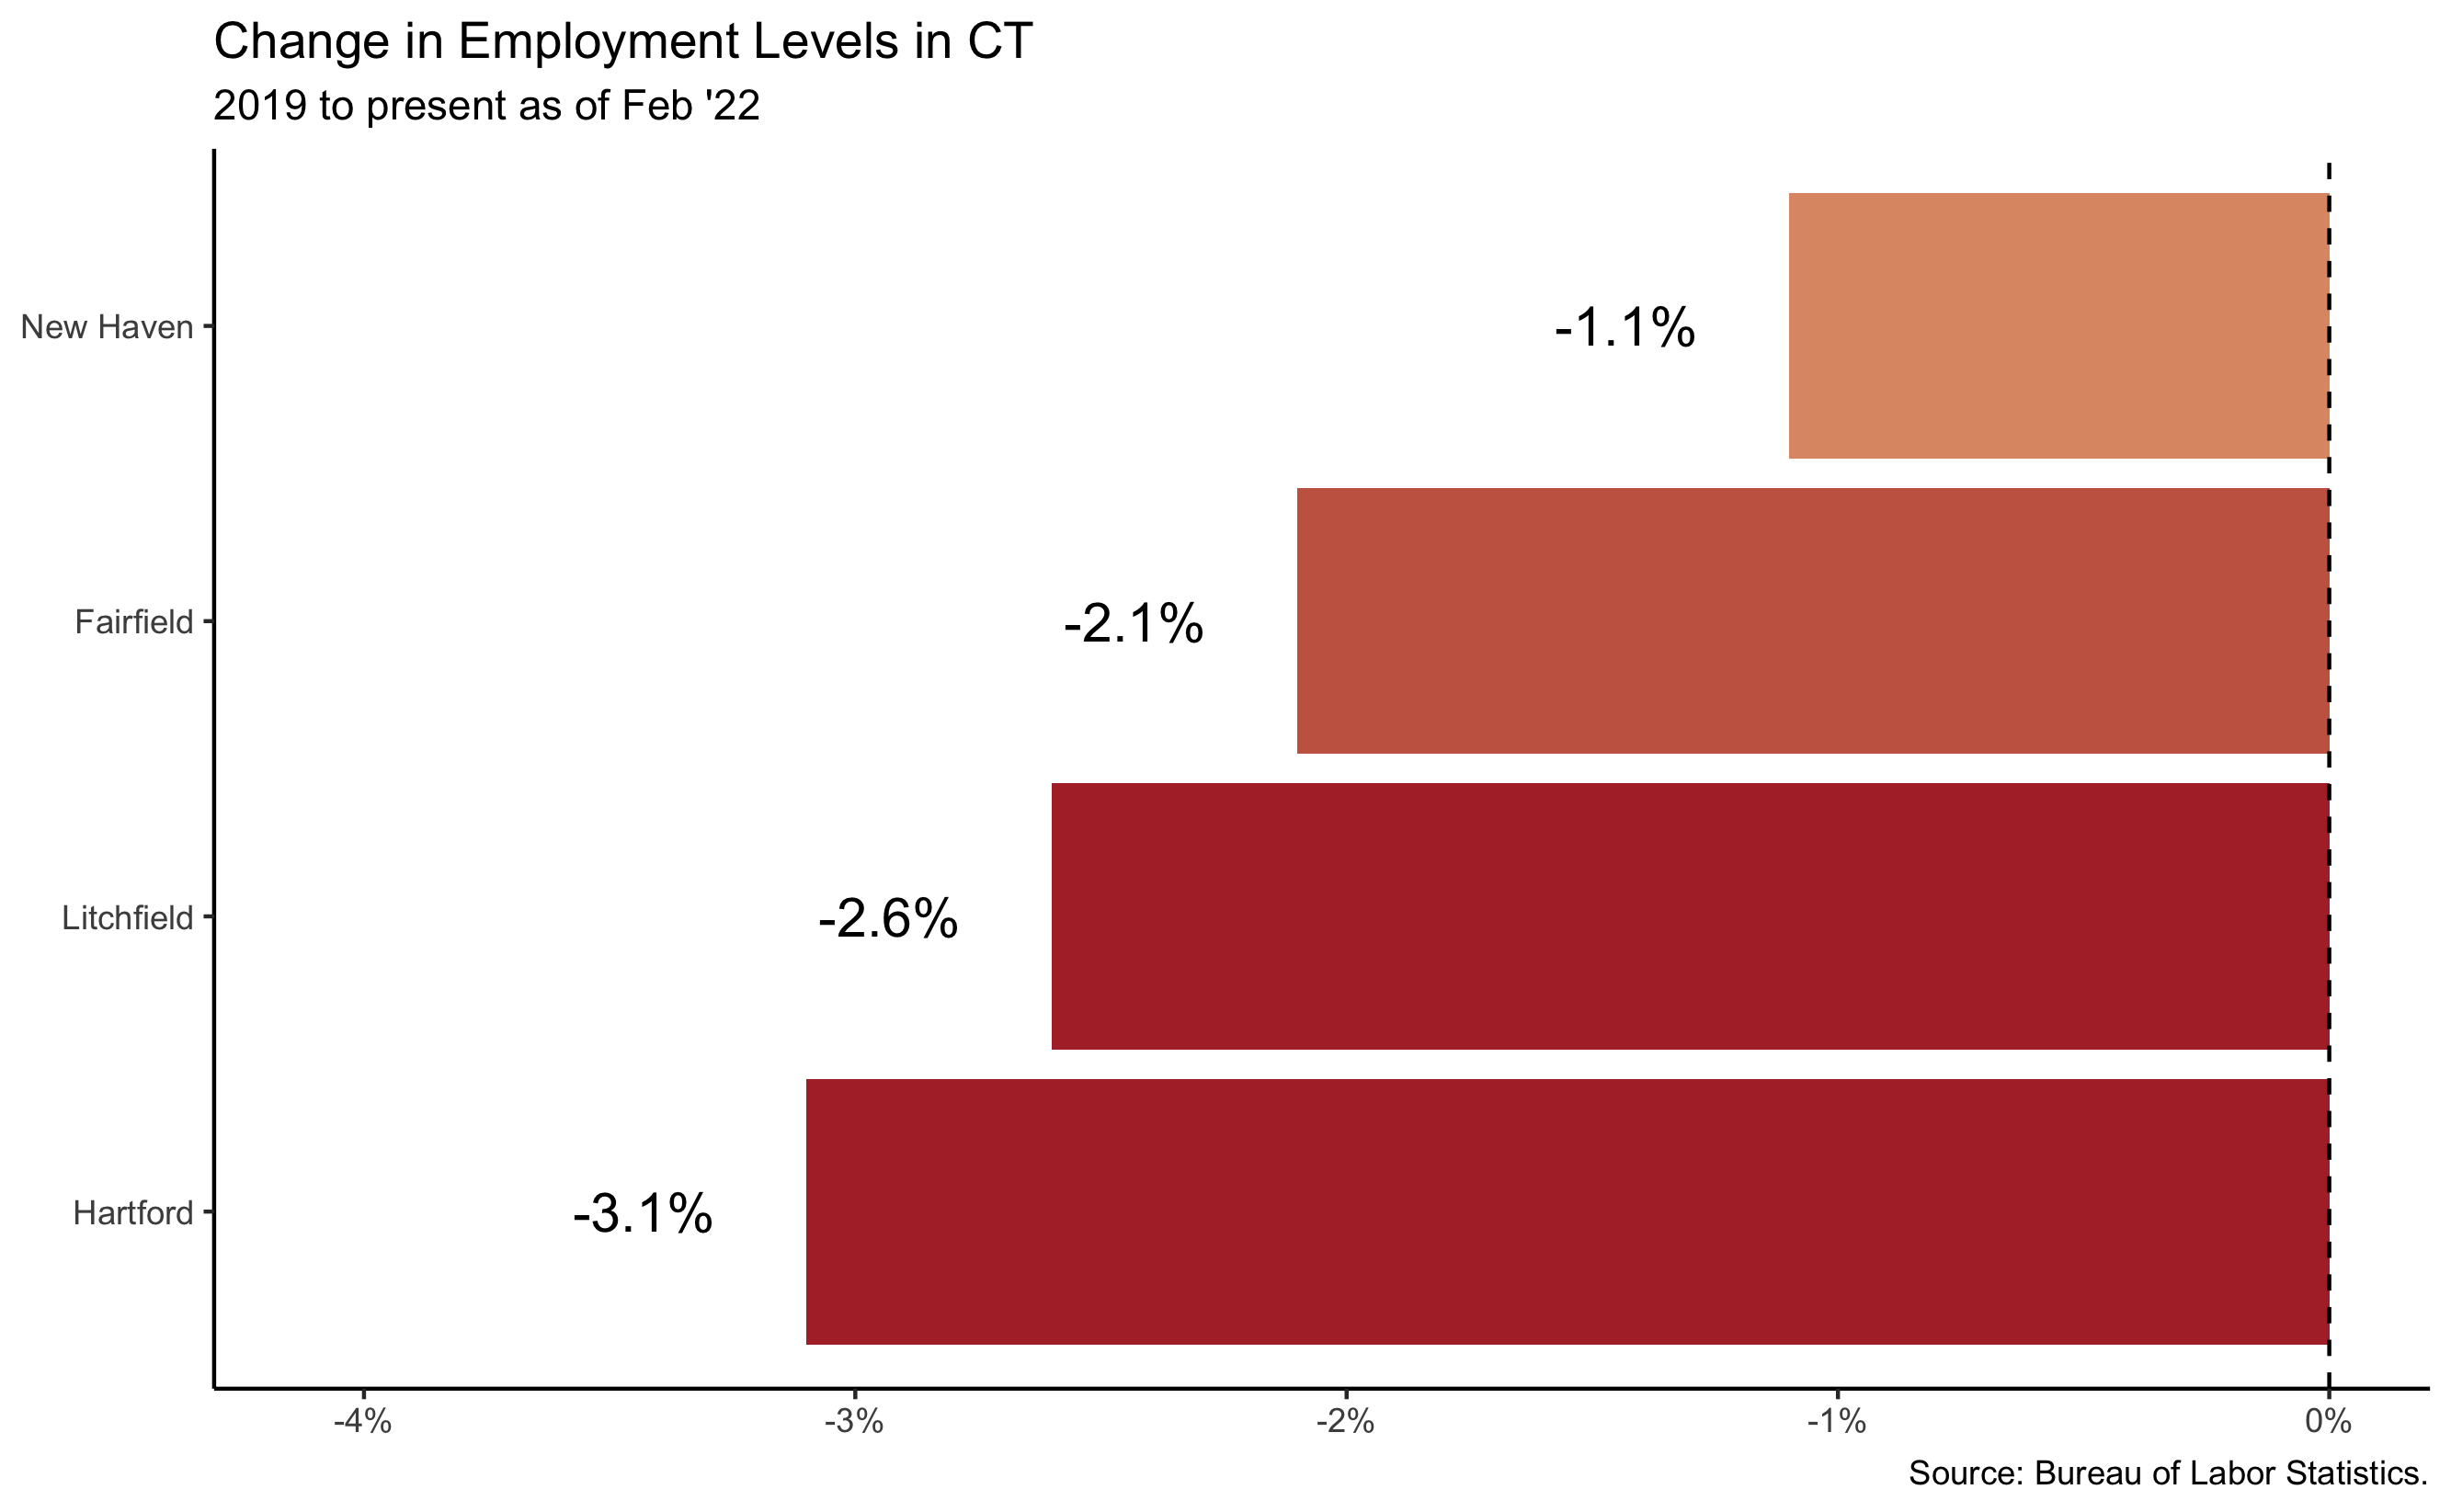 Change in Employment Levels in CT
2019 to present as of Feb '22
New Haven
-1.1%
Fairfield
-2.1%
Litchfield
-2.6%
Hartford
-3.1%
-4%
-3%
-2%
-1%
0%
Source: Bureau of Labor Statistics.